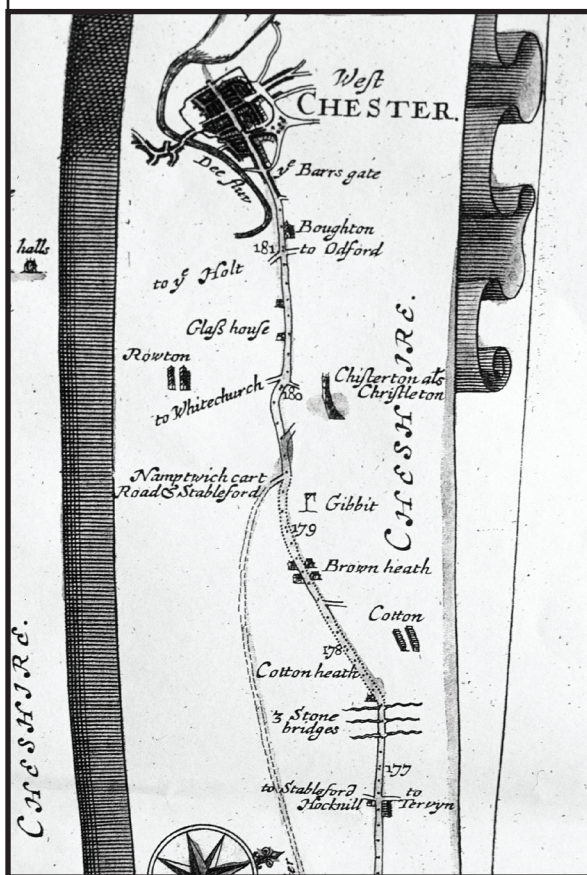 West
CHESTER.
Dee fluv.
yͤ Barrs gate
Boughton
181
to Odford
halls
to yͤ Holt
Glaſs house
Rowton
CHESHIRE.
to Whitechurch
180
Chisterton als
Christleton
Namptwich cart
Road & Stableford
Gibbit
179
Brown heath
Cotton
178
Cotton heath
3 Stone
bridges
CHESHIRE.
177
to Stableford
to
Hocknill
Tervyn